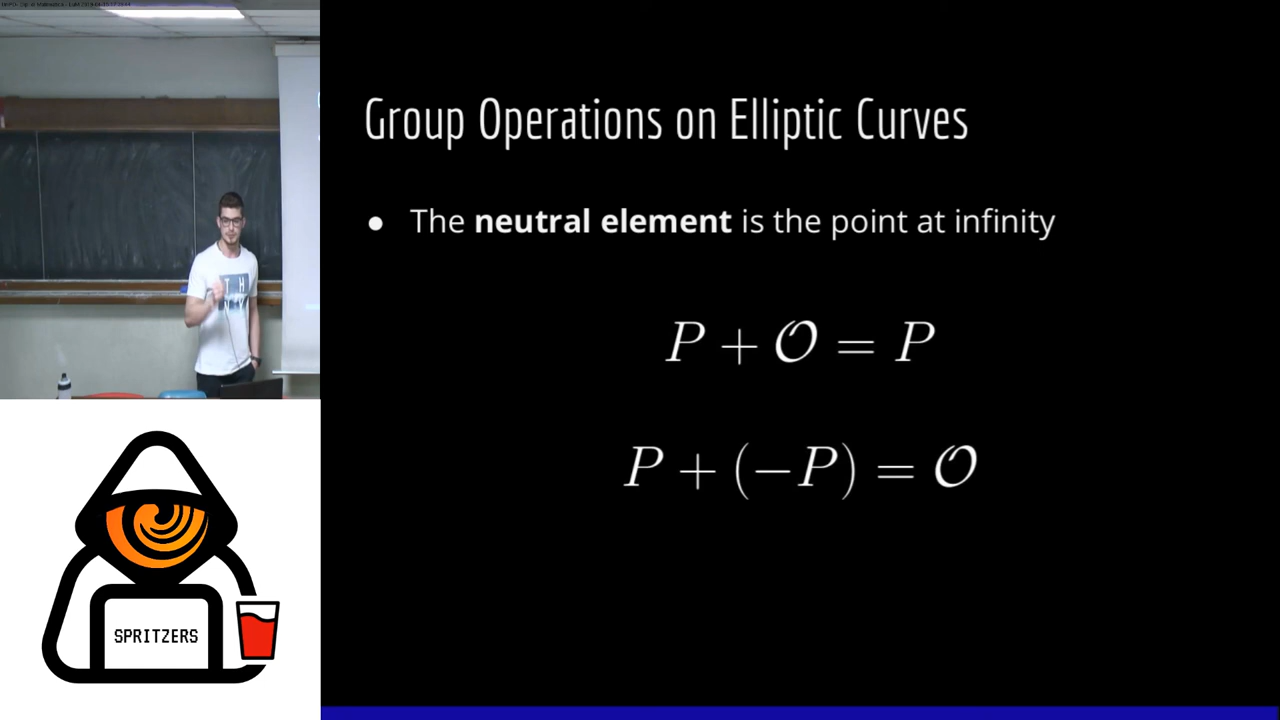 Group Operations on Elliptic Curves
● The neutral element is the point at infinity
P + 𝒪 = P
P + (−P) = 𝒪
T H
SPRITZERS